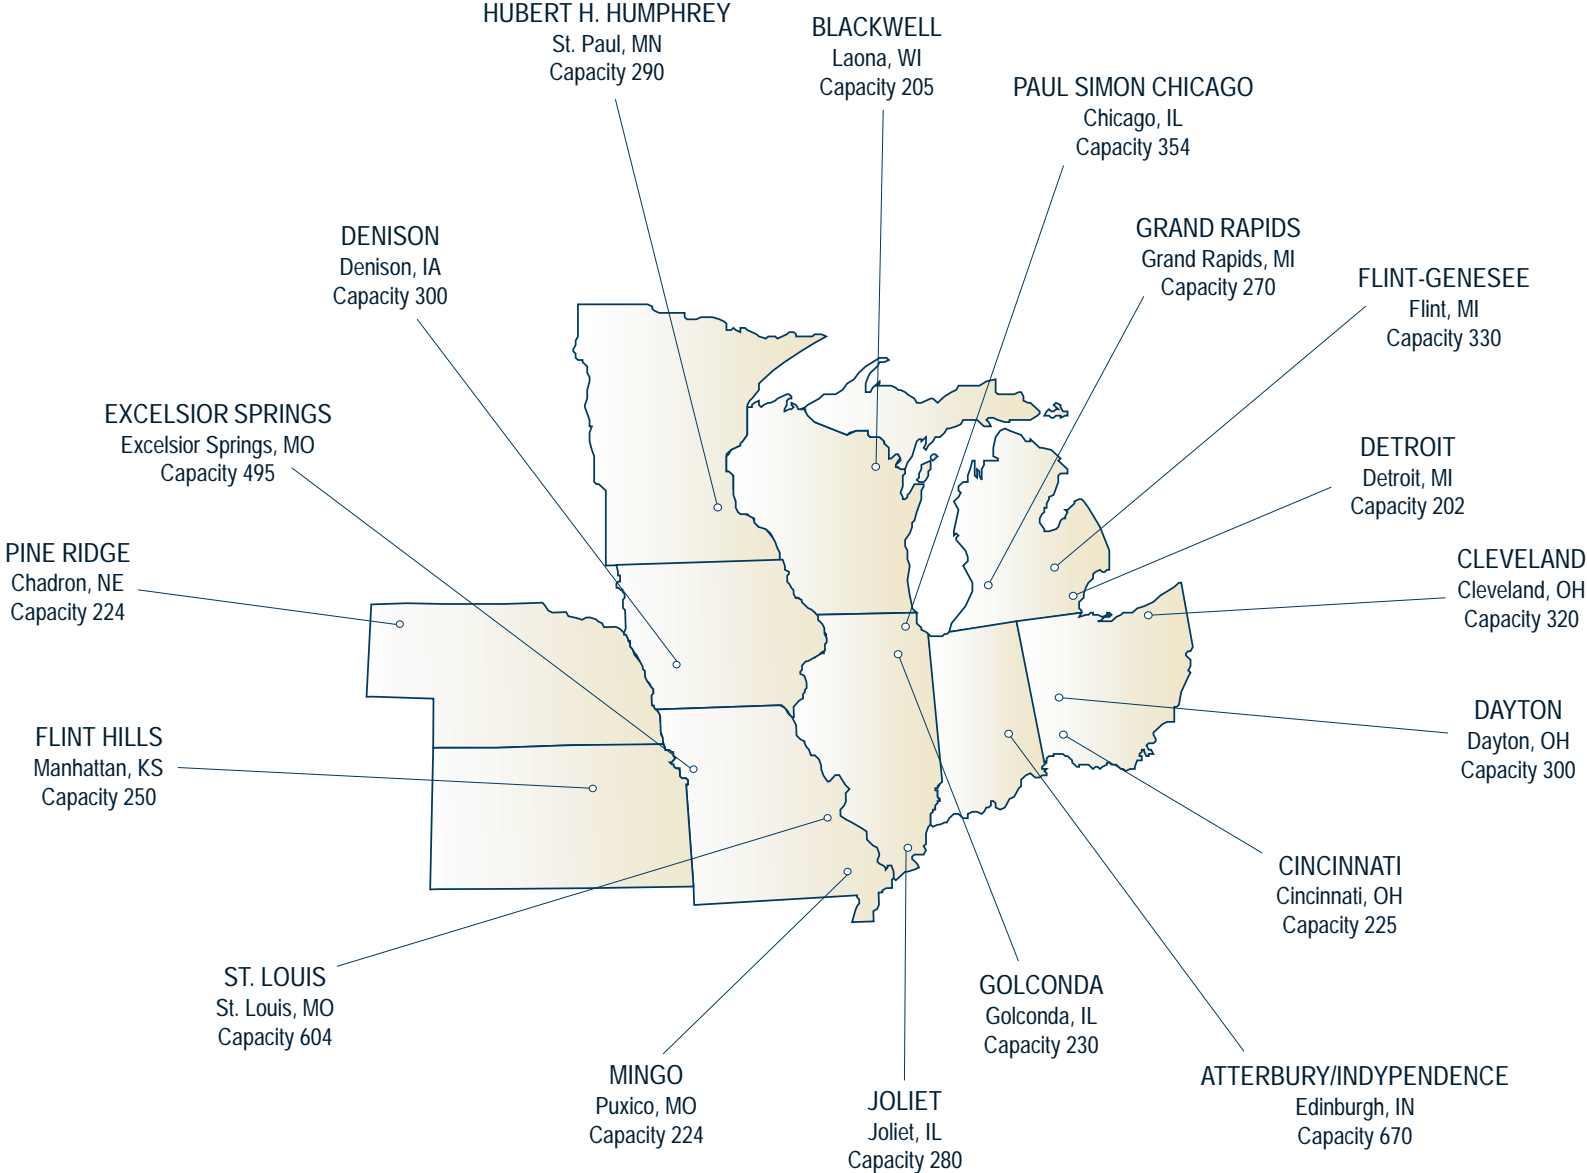 HUBERT H. HUMPHREY
St. Paul, MN
Capacity 290
BLACKWELL
Laona, WI
Capacity 205
PAUL SIMON CHICAGO
Chicago, IL
Capacity 354
GRAND RAPIDS
Grand Rapids, MI
Capacity 270
DENISON
Denison, IA
Capacity 300
FLINT-GENESEE
Flint, MI
Capacity 330
EXCELSIOR SPRINGS
Excelsior Springs, MO
Capacity 495
DETROIT
Detroit, MI
Capacity 202
PINE RIDGE
Chadron, NE
Capacity 224
CLEVELAND
Cleveland, OH
Capacity 320
FLINT HILLS
Manhattan, KS
Capacity 250
DAYTON
Dayton, OH
Capacity 300
CINCINNATI
Cincinnati, OH
Capacity 225
ST. LOUIS
St. Louis, MO
Capacity 604
GOLCONDA
Golconda, IL
Capacity 230
MINGO
Puxico, MO
Capacity 224
JOLIET
Joliet, IL
Capacity 280
ATTERBURY/INDYPENDENCE
Edinburgh, IN
Capacity 670